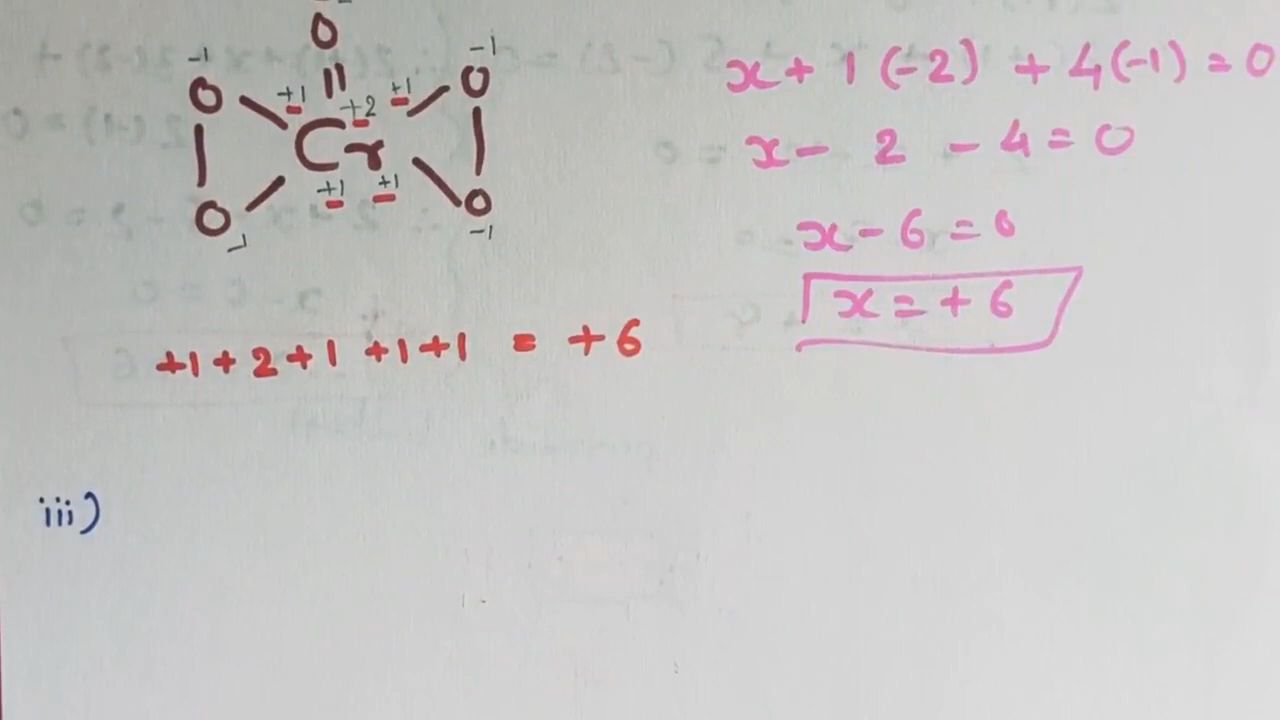 O
-1 -1
O +1 || +1 O
+2
Cr
+1 +1
O O
-1 -1
x + 1 (-2) + 4(-1) = 0
x - 2 - 4 = 0
x - 6 = 0
x = + 6
+1 + 2 + 1 +1 +1 = + 6
iii)